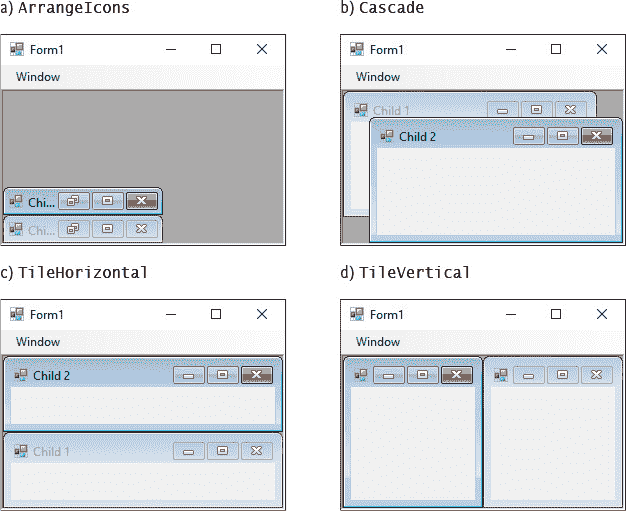 a) ArrangeIcons
Form1
Window
Chi...
Chi...
b) Cascade
Form1
Window
Child 1
Child 2
c) TileHorizontal
Form1
Window
Child 2
Child 1
d) TileVertical
Form1
Window